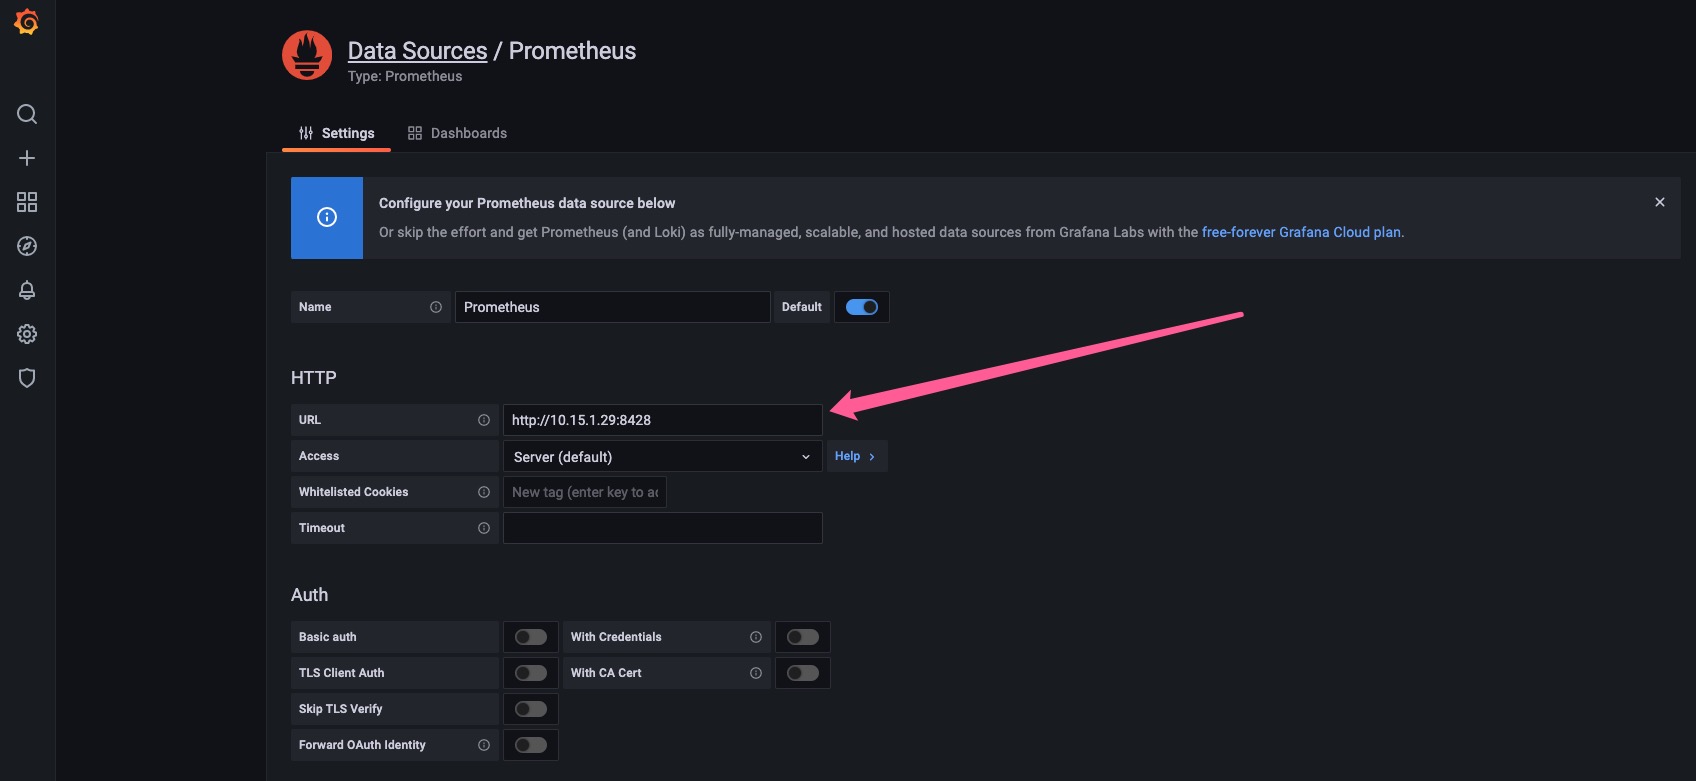 Data Sources / Prometheus
Type: Prometheus
Settings
Dashboards
Configure your Prometheus data source below
Or skip the effort and get Prometheus (and Loki) as fully-managed, scalable, and hosted data sources from Grafana Labs with the free-forever Grafana Cloud plan.
Name
Prometheus
Default
HTTP
URL
http://10.15.1.29:8428
Access
Server (default)
Help
Whitelisted Cookies
New tag (enter key to ac
Timeout
Auth
Basic auth
With Credentials
TLS Client Auth
With CA Cert
Skip TLS Verify
Forward OAuth Identity